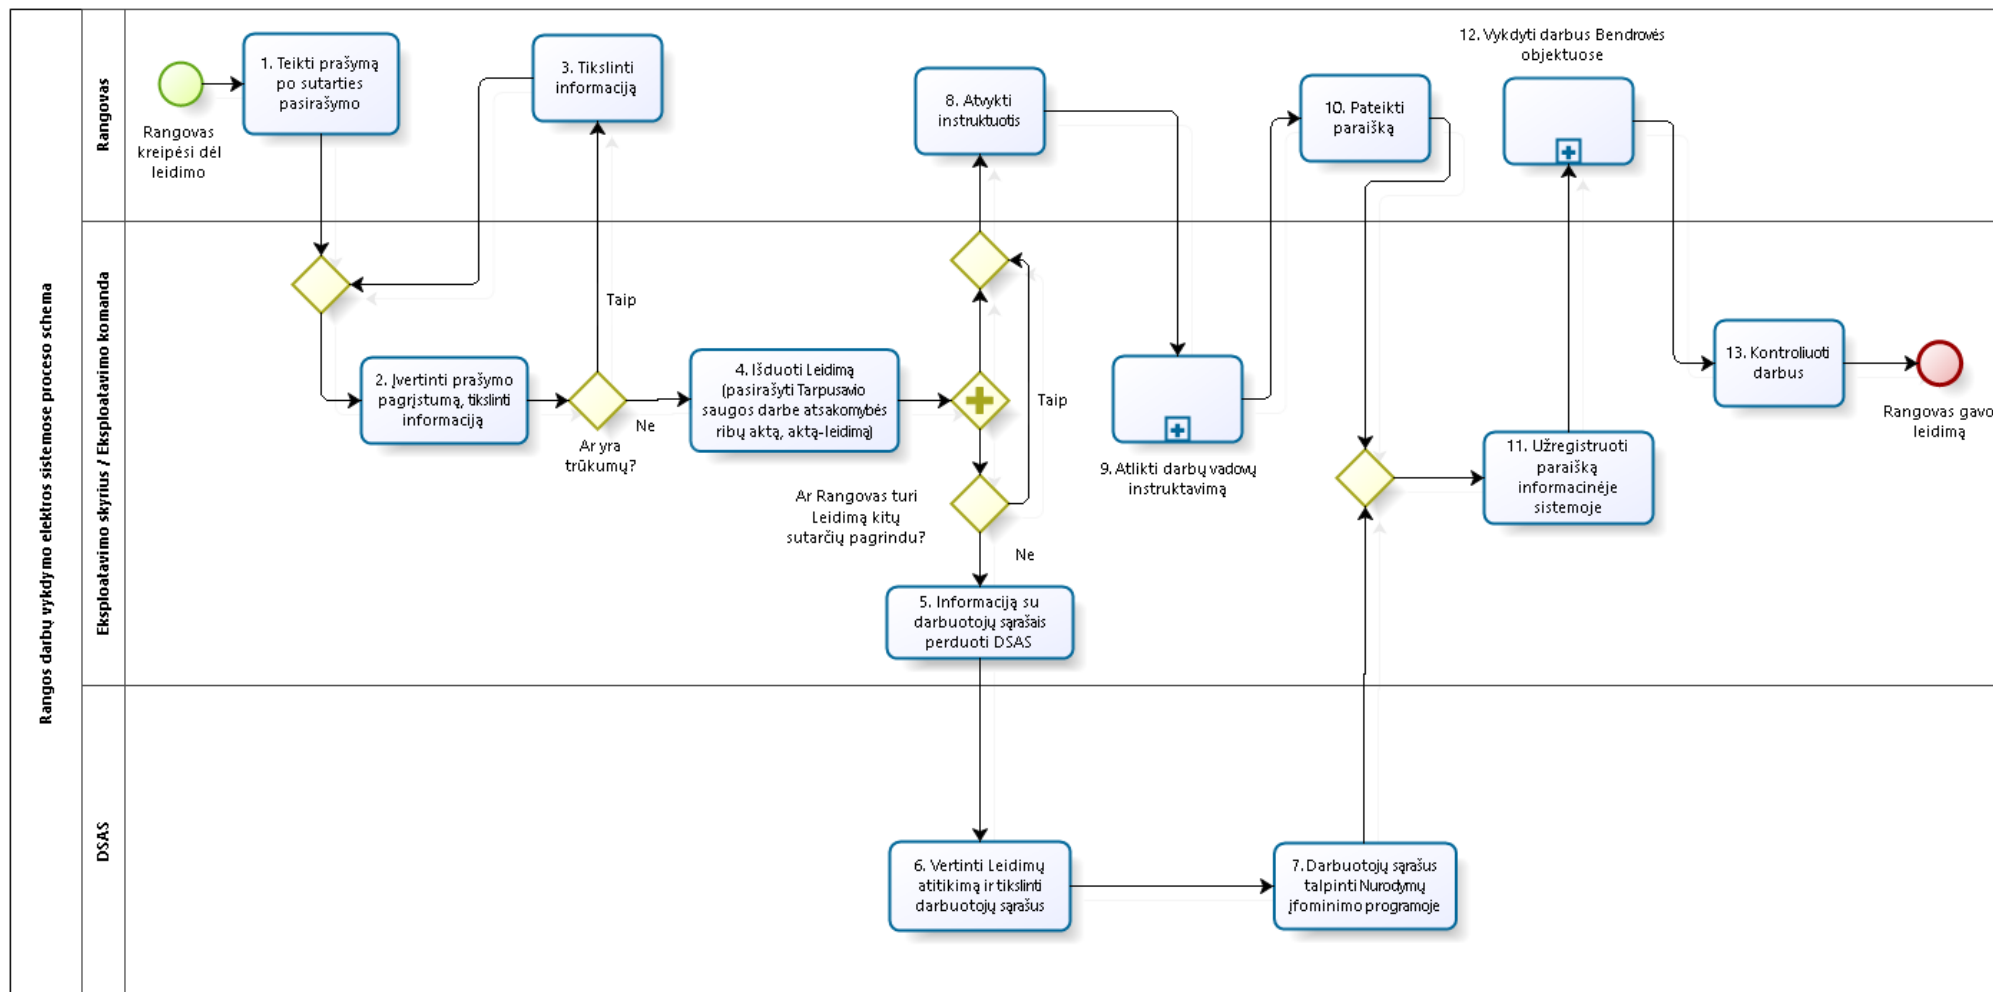 Rangos darbų vykdymo elektros sistemose proceso schema
Rangovas
Rangovas
kreipėsi dėl
leidimo
1. Teikti prašymą
po sutarties
pasirašymo
3. Tikslinti
informaciją
8. Atvykti
instruktuotis
10. Pateikti
paraišką
12. Vykdyti darbus Bendrovės
objektuose
Eksploatavimo skyrius / Eksploatavimo komanda
2. Įvertinti prašymo
pagrįstumą, tikslinti
informaciją
Taip
Ar yra
trūkumų?
Ne
4. Išduoti Leidimą
(pasirašyti Tarpusavio
saugos darbe atsakomybės
ribų aktą, aktą-leidimą)
Taip
Ar Rangovas turi
Leidimą kitų
sutarčių pagrindu?
Ne
5. Informaciją su
darbuotojų sąrašais
perduoti DSAS
9. Atlikti darbų vadovų
instruktavimą
11. Užregistruoti
paraišką
informacinėje
sistemoje
13. Kontroliuoti
darbus
Rangovas gavo
leidimą
DSAS
6. Vertinti Leidimų
atitikimą ir tikslinti
darbuotojų sąrašus
7. Darbuotojų sąrašus
talpinti Nurodymų
įfominimo programoje